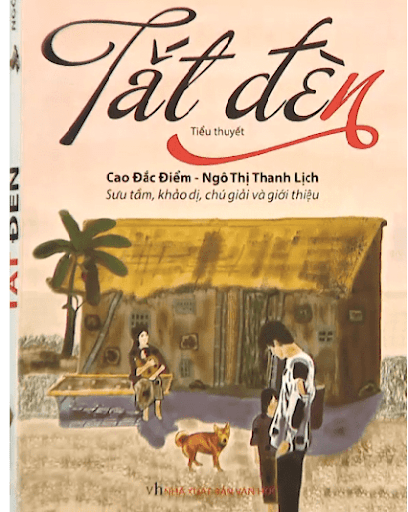 Tắt đèn
Tiểu thuyết
Cao Đắc Điểm - Ngô Thị Thanh Lịch
Sưu tầm, khảo dị, chú giải và giới thiệu
TẮT ĐÈN
vh NHÀ XUẤT BẢN VĂN HỌC